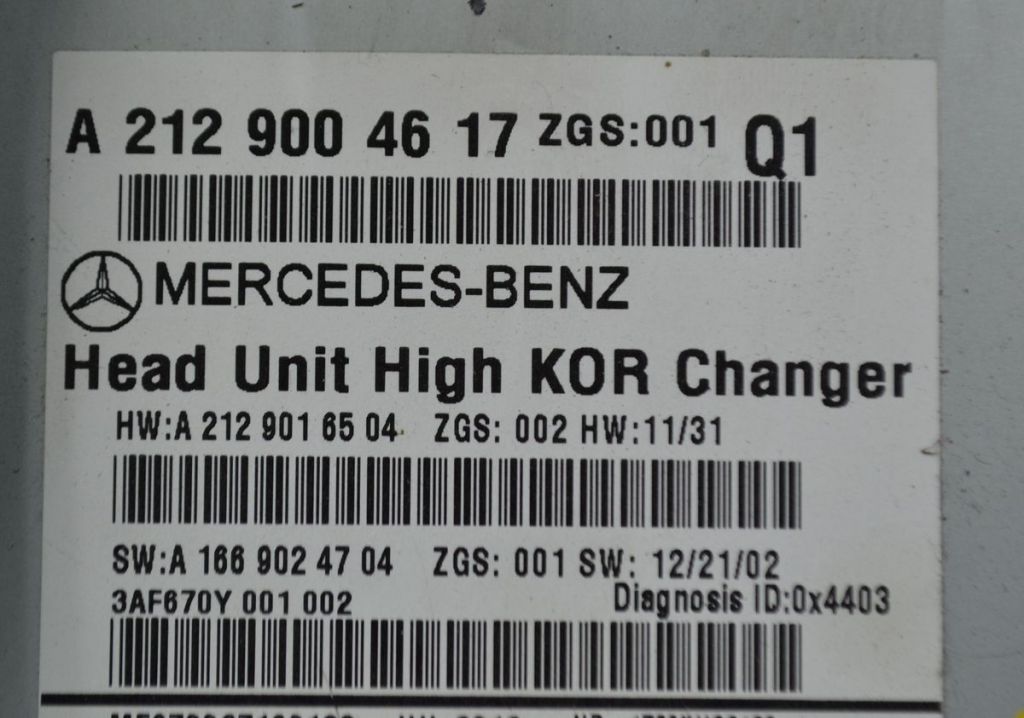 A 212 900 46 17 ZGS:001 Q1
MERCEDES-BENZ
Head Unit High KOR Changer
HW:A 212 901 65 04 ZGS: 002 HW:11/31
SW:A 166 902 47 04 ZGS: 001 SW: 12/21/02
3AF670Y 001 002 Diagnosis ID:0x4403